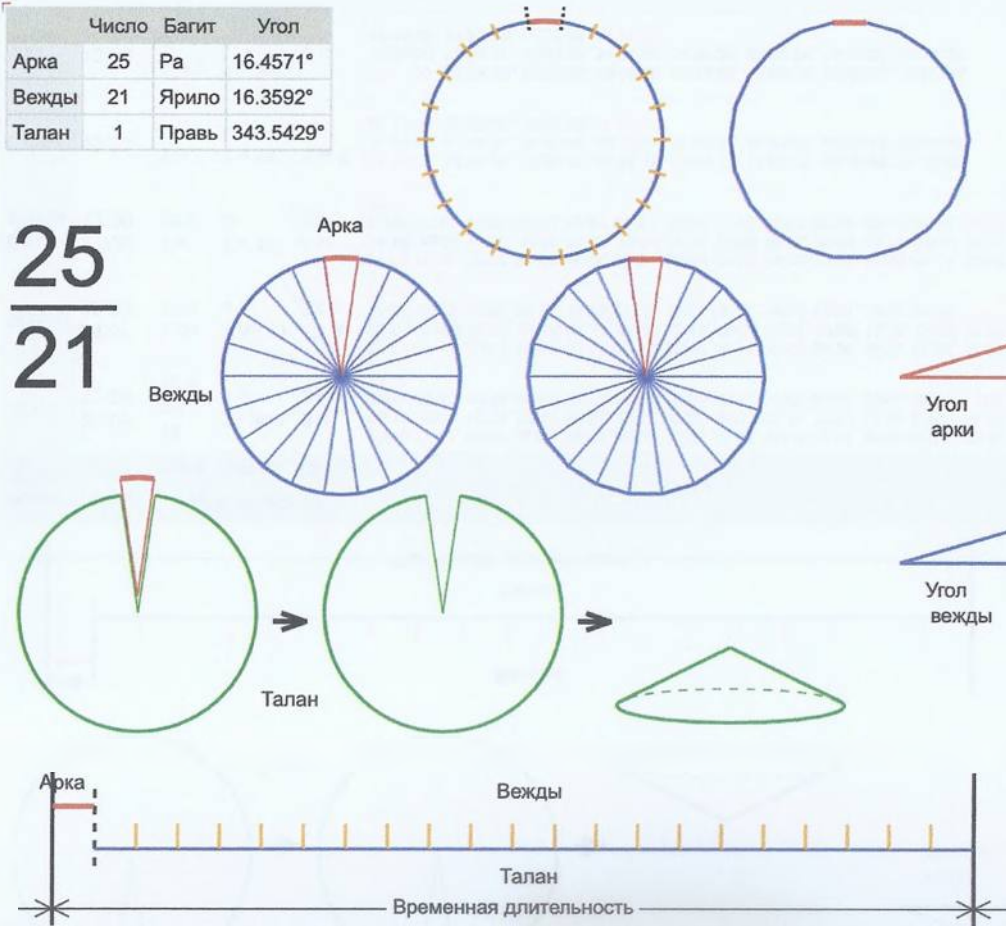 Число Багит Угол
Арка 25 Ра 16.4571°
Вежды 21 Ярило 16.3592°
Талан 1 Правь 343.5429°
25
21
Арка
Вежды
Угол
арки
Угол
вежды
Талан
Арка
Вежды
Талан
Временная длительность